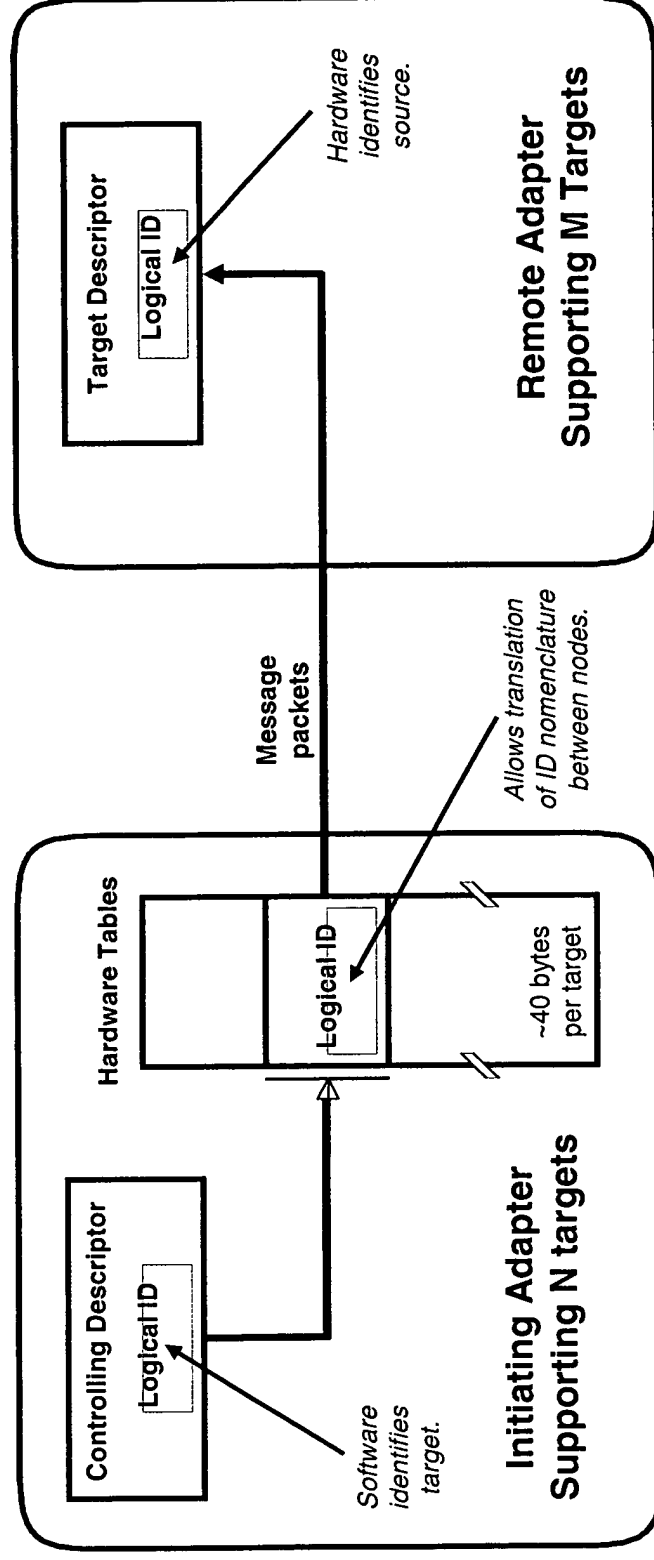 Controlling Descriptor
Logical ID
Software
identifies
target.
Initiating Adapter
Supporting N targets
Hardware Tables
Logical ID
~40 bytes
per target
Message
packets
Allows translation
of ID nomenclature
between nodes.
Target Descriptor
Logical ID
Hardware
identifies
source.
Remote Adapter
Supporting M Targets